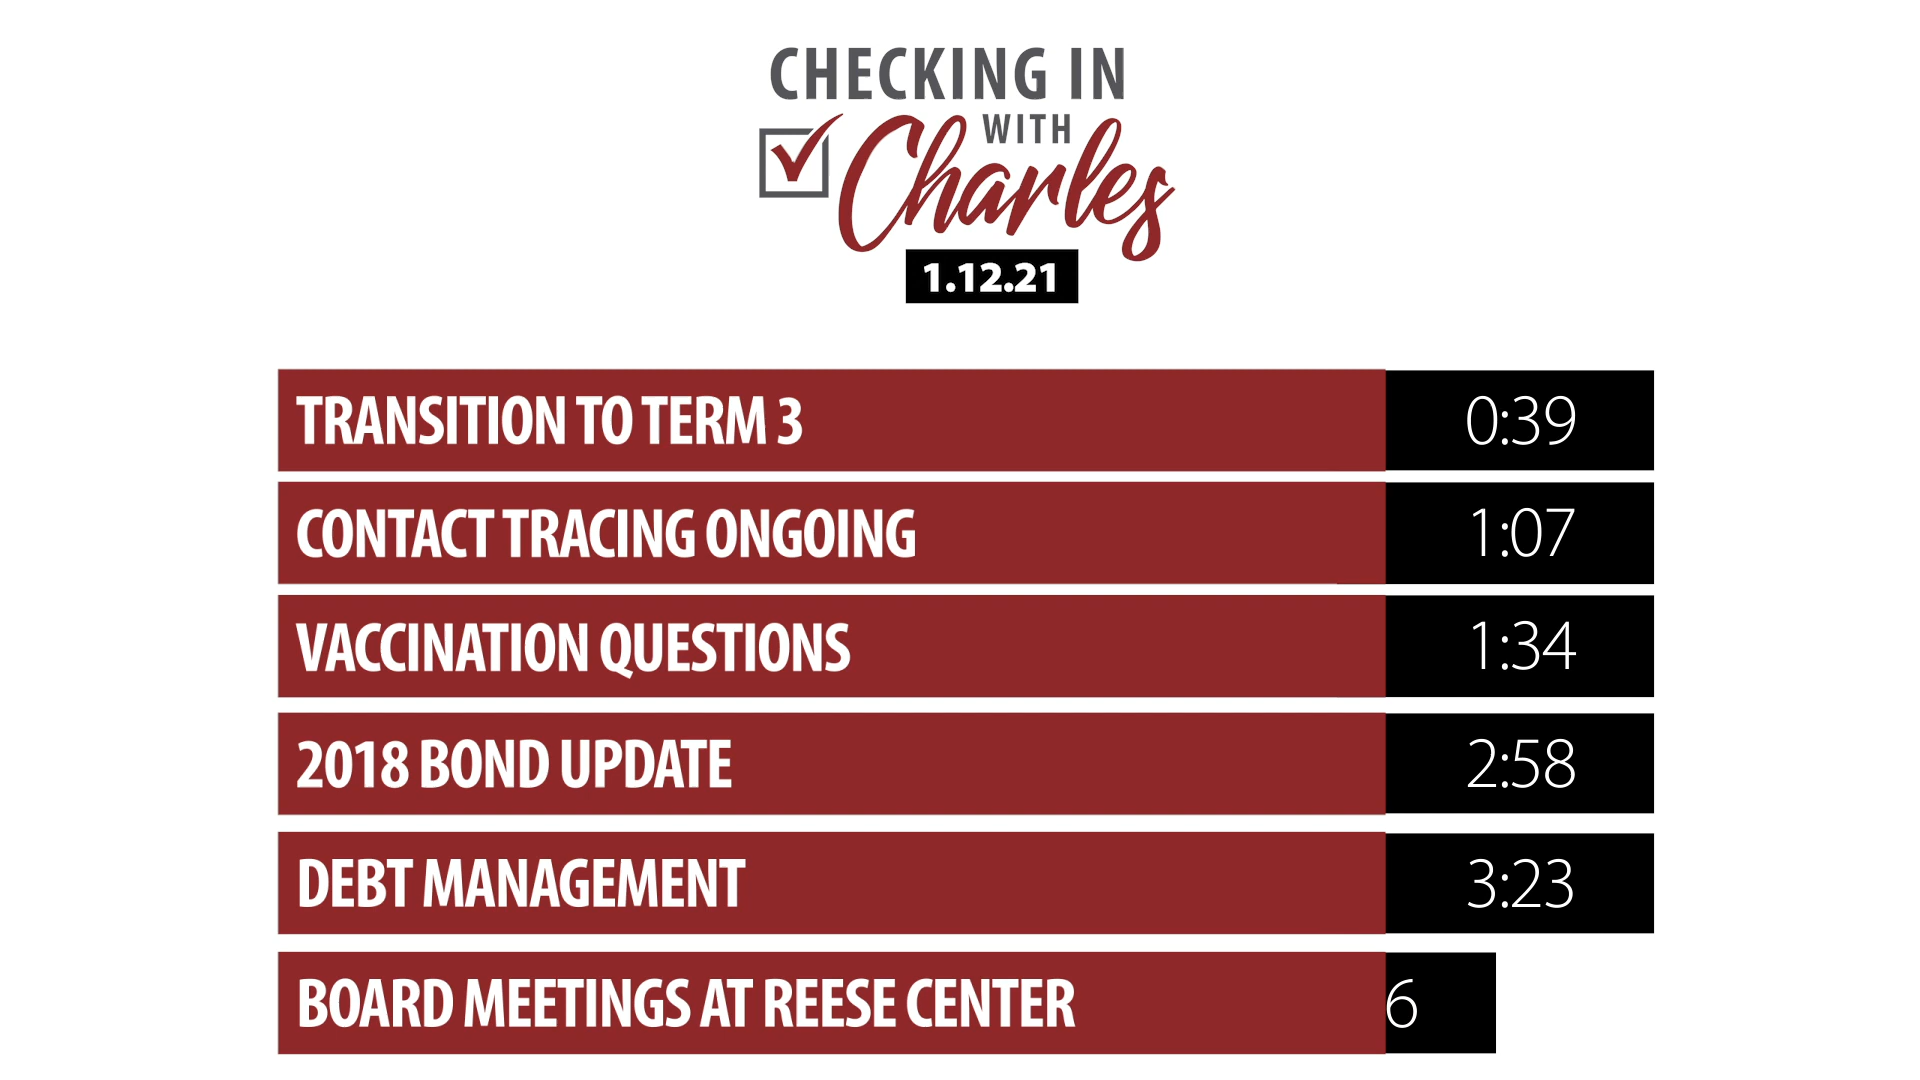 CHECKING IN
WITH
Charles
1.12.21
TRANSITION TO TERM 3 0:39
CONTACT TRACING ONGOING 1:07
VACCINATION QUESTIONS 1:34
2018 BOND UPDATE 2:58
DEBT MANAGEMENT 3:23
BOARD MEETINGS AT REESE CENTER 6